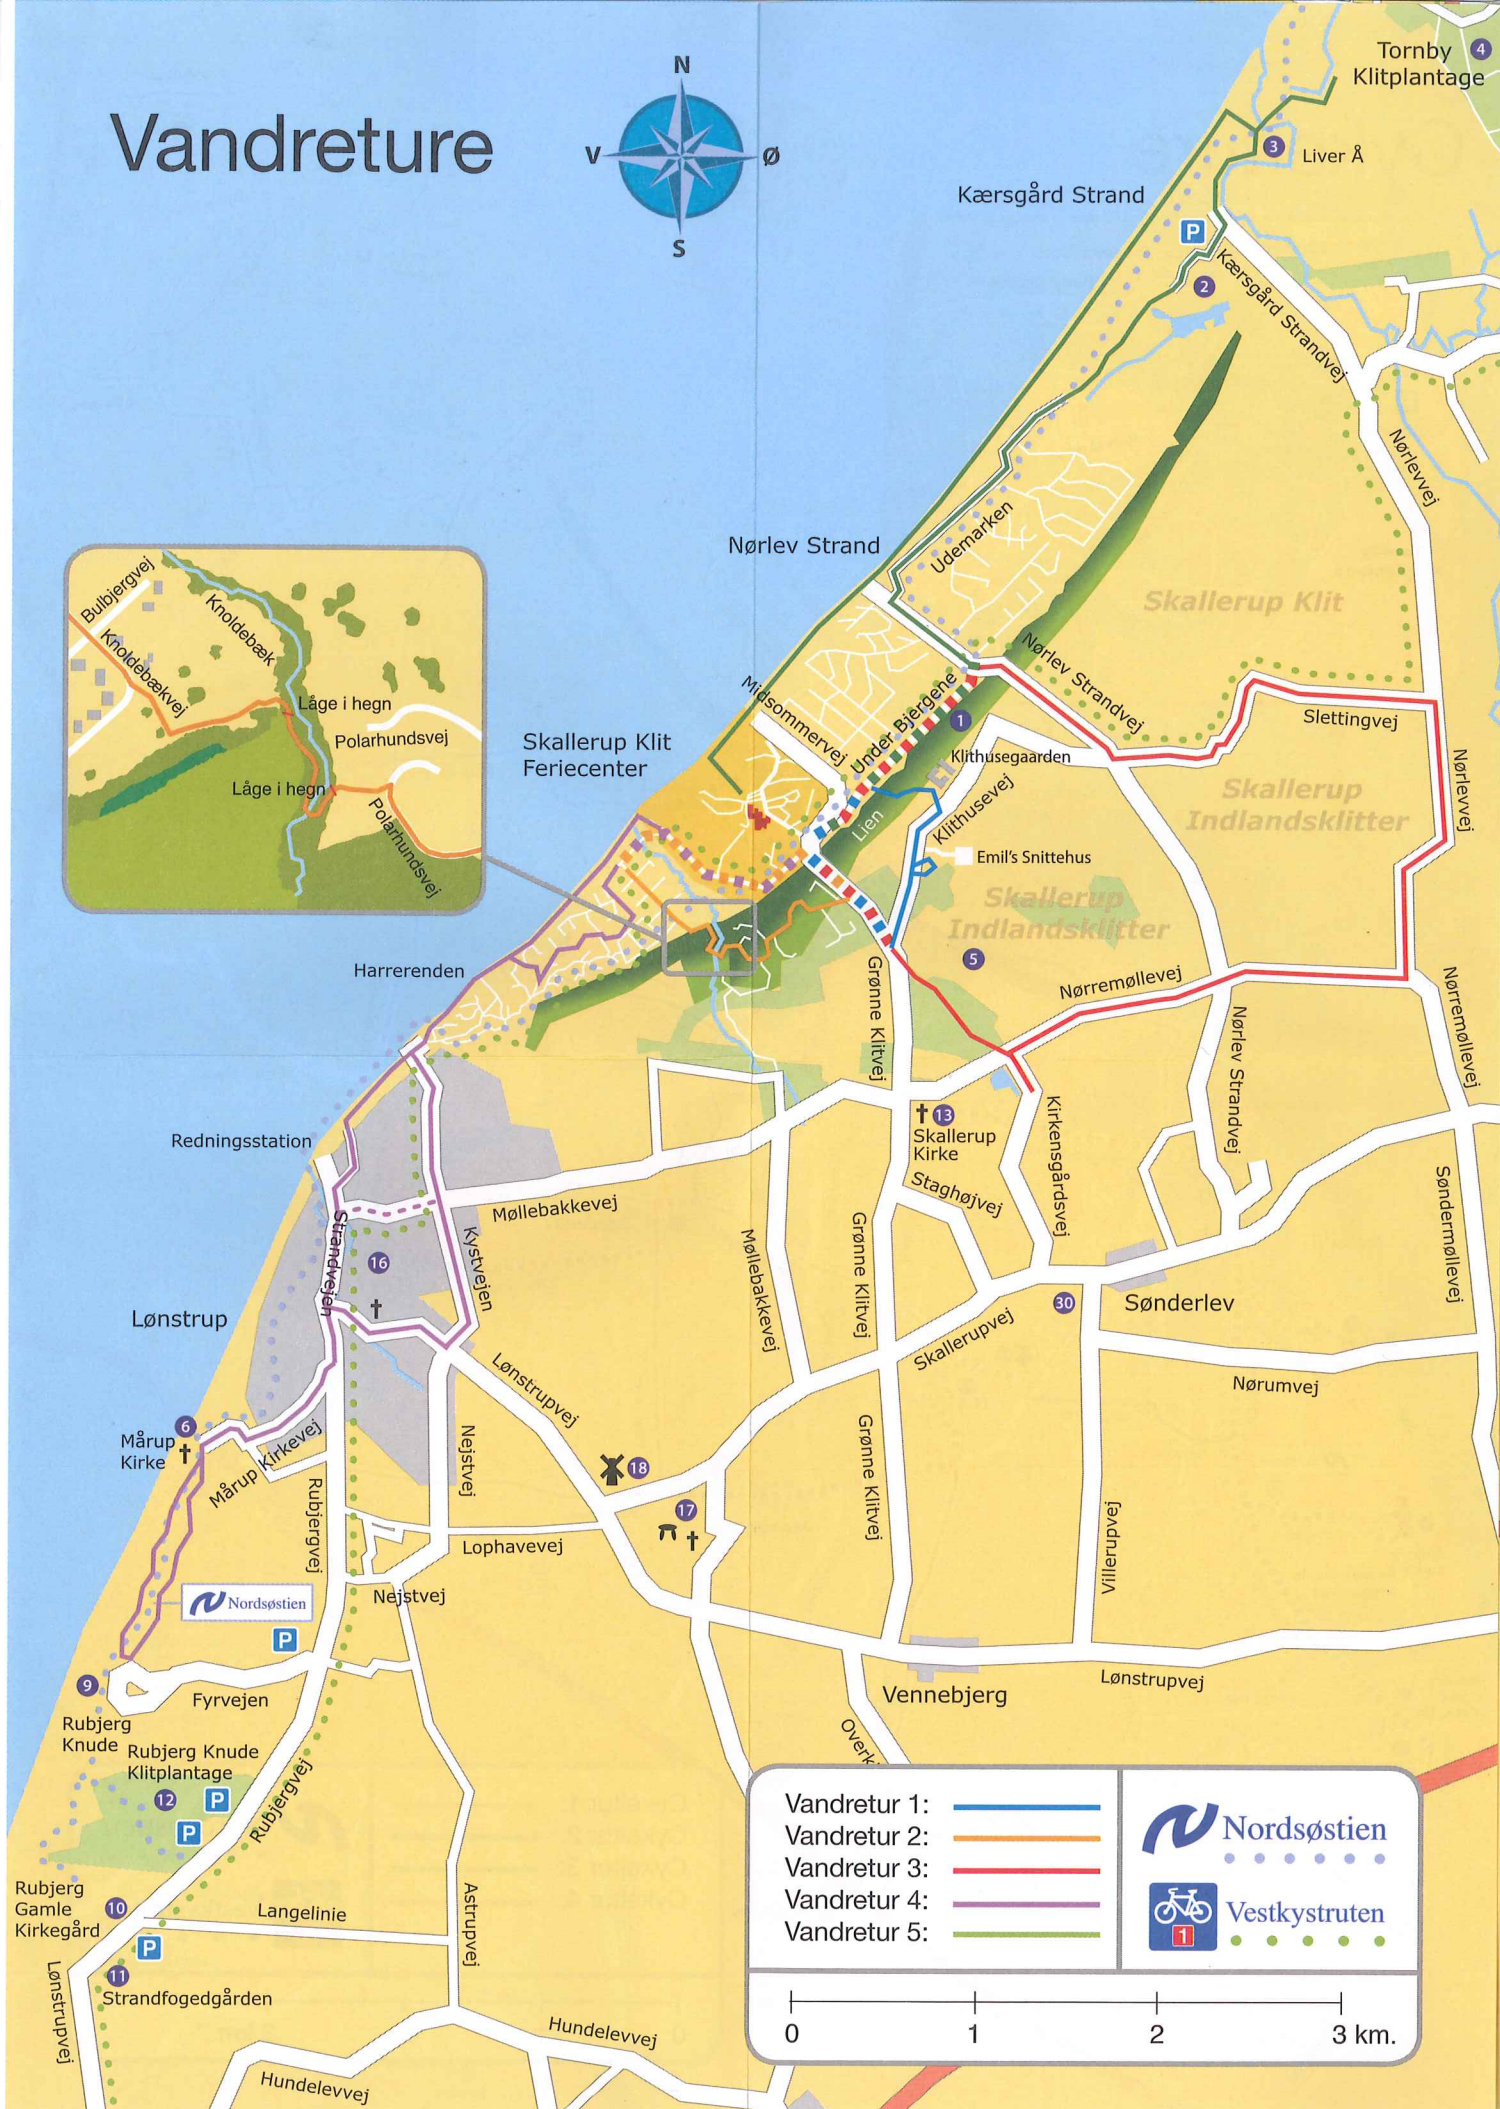 Vandreture
N
V
Ø
S
Tornby
Klitplantage
4
3
Liver Å
Kærsgård Strand
P
2
Kærsgård Strandvej
Nørlevvej
Nørlev Strand
Udemarken
Skallerup Klit
Nørlev Strandvej
Slettingvej
Nørlevvej
Midsommervej
Under Bjergene
1
Klithusegaarden
Klithusevej
Lien
Emil's Snittehus
Skallerup
Indlandsklitter
Skallerup
Indlandsklitter
5
Skallerup Klit
Feriecenter
Bulbjergvej
Knoldebæk
Knoldebækvej
Låge i hegn
Polarhundsvej
Låge i hegn
Polarhundsvej
Harrerenden
Grønne Klitvej
Nørremøllevej
Nørlev Strandvej
Nørremøllevej
13
Skallerup
Kirke
Kirkensgårdsvej
Staghøjvej
Søndermøllevej
Redningsstation
Møllebakkevej
Strandvejen
Kystvejen
16
Møllebakkevej
Grønne Klitvej
30
Sønderlev
Skallerupvej
Nørumvej
Lønstrup
Lønstrupvej
6
Mårup
Kirke
Mårup Kirkevej
Nejstvej
Rubjergvej
18
17
Grønne Klitvej
Villerupvej
Lophavevej
Nejstvej
Nordsøstien
P
9
Fyrvejen
Rubjerg
Knude
Rubjerg Knude
Klitplantage
12
P
P
Rubjergvej
Vennebjerg
Lønstrupvej
Overk
Rubjerg
Gamle
Kirkegård
10
Langelinie
P
11
Strandfogedgården
Lønstrupvej
Astrupvej
Hundelevvej
Hundelevvej
Vandretur 1:
Vandretur 2:
Vandretur 3:
Vandretur 4:
Vandretur 5:
Nordsøstien
1
Vestkystruten
0
1
2
3 km.